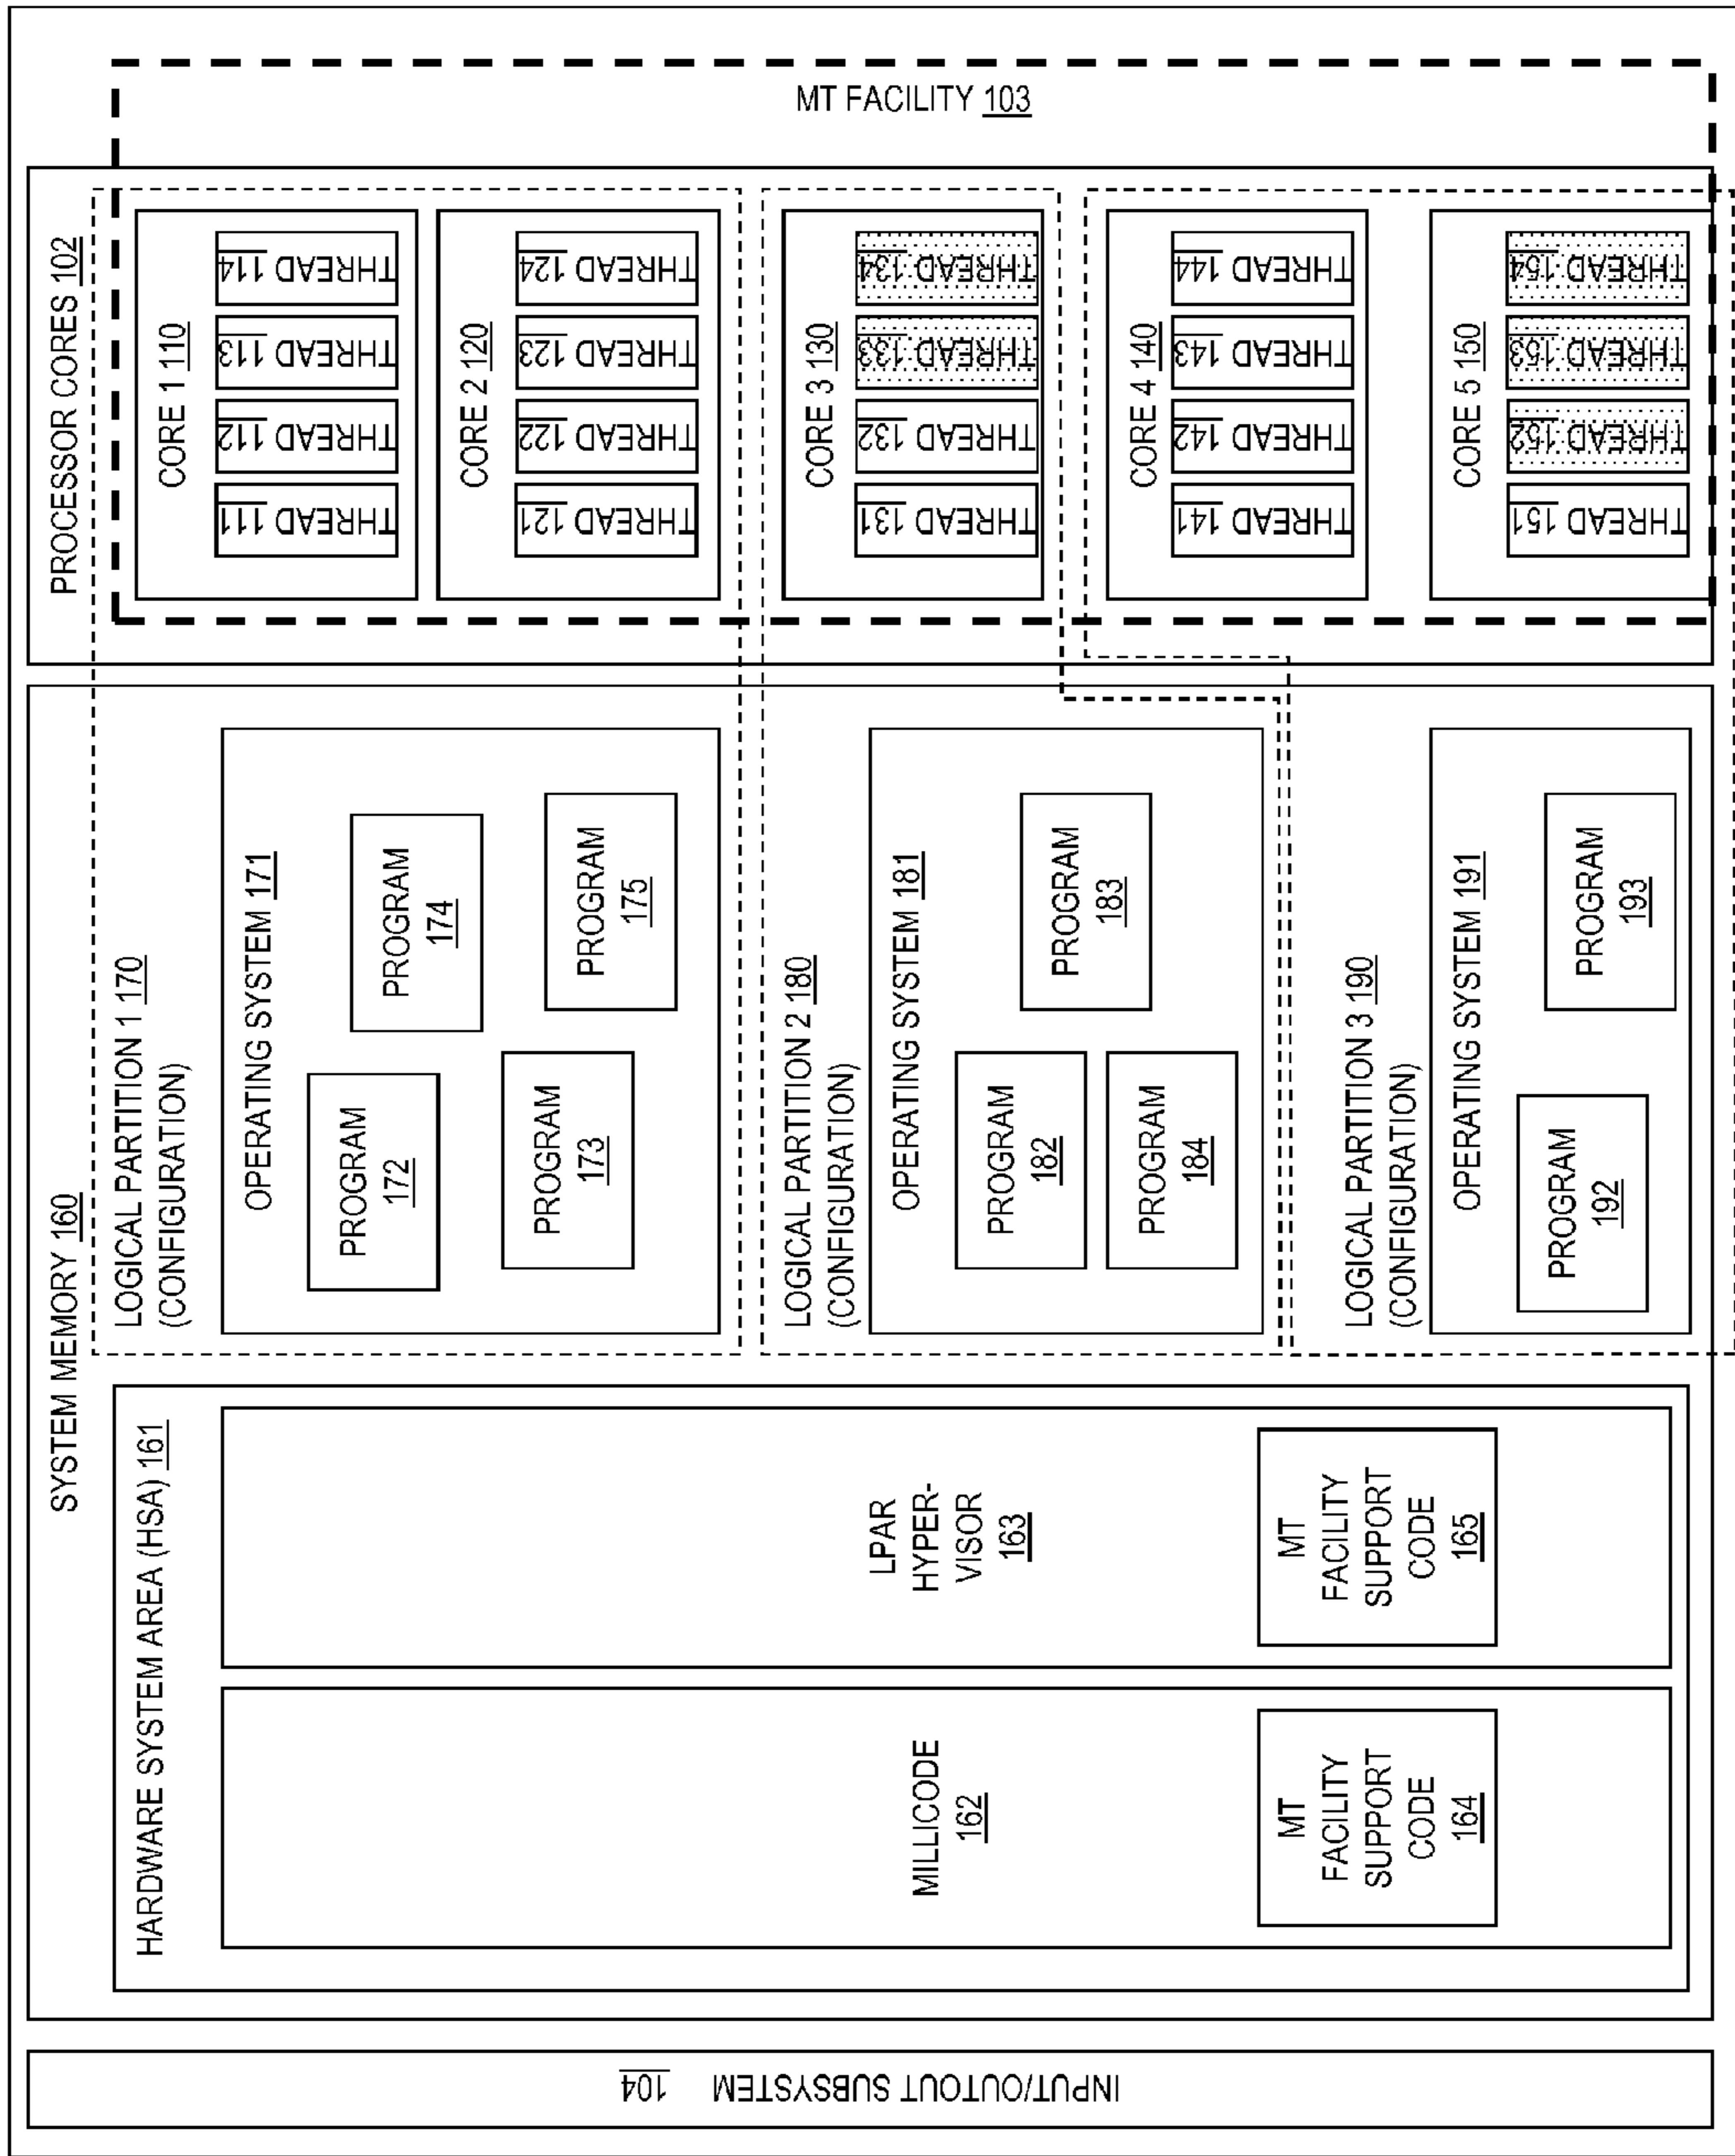 PROCESSOR CORES 102
MT FACILITY 103
CORE 1 110
THREAD 111
THREAD 112
THREAD 113
THREAD 114
CORE 2 120
THREAD 121
THREAD 122
THREAD 123
THREAD 124
CORE 3 130
THREAD 131
THREAD 132
THREAD 133
THREAD 134
CORE 4 140
THREAD 141
THREAD 142
THREAD 143
THREAD 144
CORE 5 150
THREAD 151
THREAD 152
THREAD 153
THREAD 154
SYSTEM MEMORY 160
LOGICAL PARTITION 1 170
(CONFIGURATION)
OPERATING SYSTEM 171
PROGRAM
172
PROGRAM
174
PROGRAM
173
PROGRAM
175
LOGICAL PARTITION 2 180
(CONFIGURATION)
OPERATING SYSTEM 181
PROGRAM
182
PROGRAM
183
PROGRAM
184
LOGICAL PARTITION 3 190
(CONFIGURATION)
OPERATING SYSTEM 191
PROGRAM
192
PROGRAM
193
HARDWARE SYSTEM AREA (HSA) 161
MILLICODE
162
MT
FACILITY
SUPPORT
CODE
164
LPAR
HYPER-
VISOR
163
MT
FACILITY
SUPPORT
CODE
165
INPUT/OUTOUT SUBSYSTEM 104